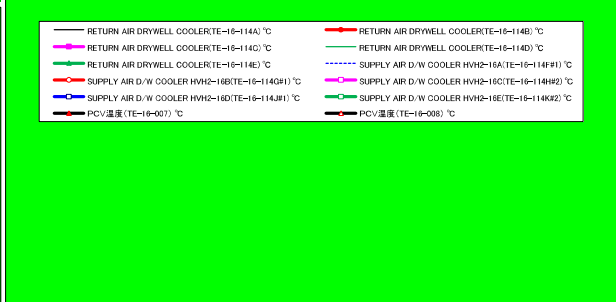 RETURN AIR DRYWELL COOLER(TE-16-114A) ℃
RETURN AIR DRYWELL COOLER(TE-16-114B) ℃
RETURN AIR DRYWELL COOLER(TE-16-114C) ℃
RETURN AIR DRYWELL COOLER(TE-16-114D) ℃
RETURN AIR DRYWELL COOLER(TE-16-114E) ℃
SUPPLY AIR D/W COOLER HVH2-16A(TE-16-114F#1) ℃
SUPPLY AIR D/W COOLER HVH2-16B(TE-16-114G#1) ℃
SUPPLY AIR D/W COOLER HVH2-16C(TE-16-114H#2) ℃
SUPPLY AIR D/W COOLER HVH2-16D(TE-16-114J#1) ℃
SUPPLY AIR D/W COOLER HVH2-16E(TE-16-114K#2) ℃
PCV温度(TE-16-007) ℃
PCV温度(TE-16-008) ℃